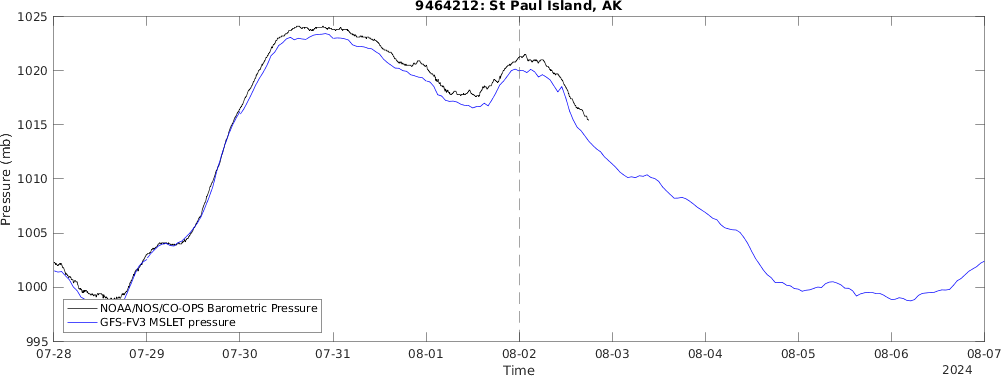 9464212: St Paul Island, AK
Pressure (mb)
1025
1020
1015
1010
1005
1000
995
NOAA/NOS/CO-OPS Barometric Pressure
GFS-FV3 MSLET pressure
07-28 07-29 07-30 07-31 08-01 08-02 08-03 08-04 08-05 08-06 08-07
Time
2024